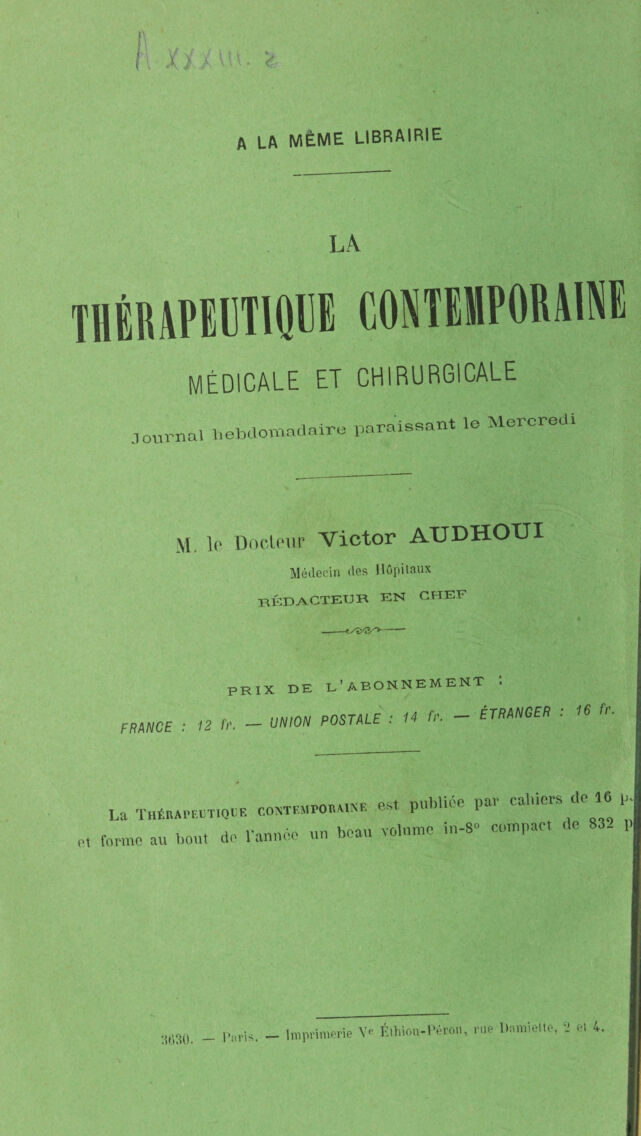 A xxxIII. 2
A LA MÊME LIBRAIRIE
LA
THÉRAPEUTIQUE CONTEMPORAINE
MÉDICALE ET CHIRURGICALE
Journal hebdomadaire paraissant le Mercredi
M. le Docteur Victor AUDHOUI
Médecin des Hôpitaux
RÉDACTEUR EN CHEF
PRIX DE L'ABONNEMENT :
FRANCE : 12 fr. — UNION POSTALE : 14 fr. — ÉTRANGER : 16 fr.
La THÉRAPEUTIQUE CONTEMPORAINE est publiée par cahiers de 16 p.
et forme au bout de l'année un beau volume in-8° compact de 832 p
3630. — Paris. — Imprimerie Ve Éthiou-Pérou, rue Damiette, 2 et 4.